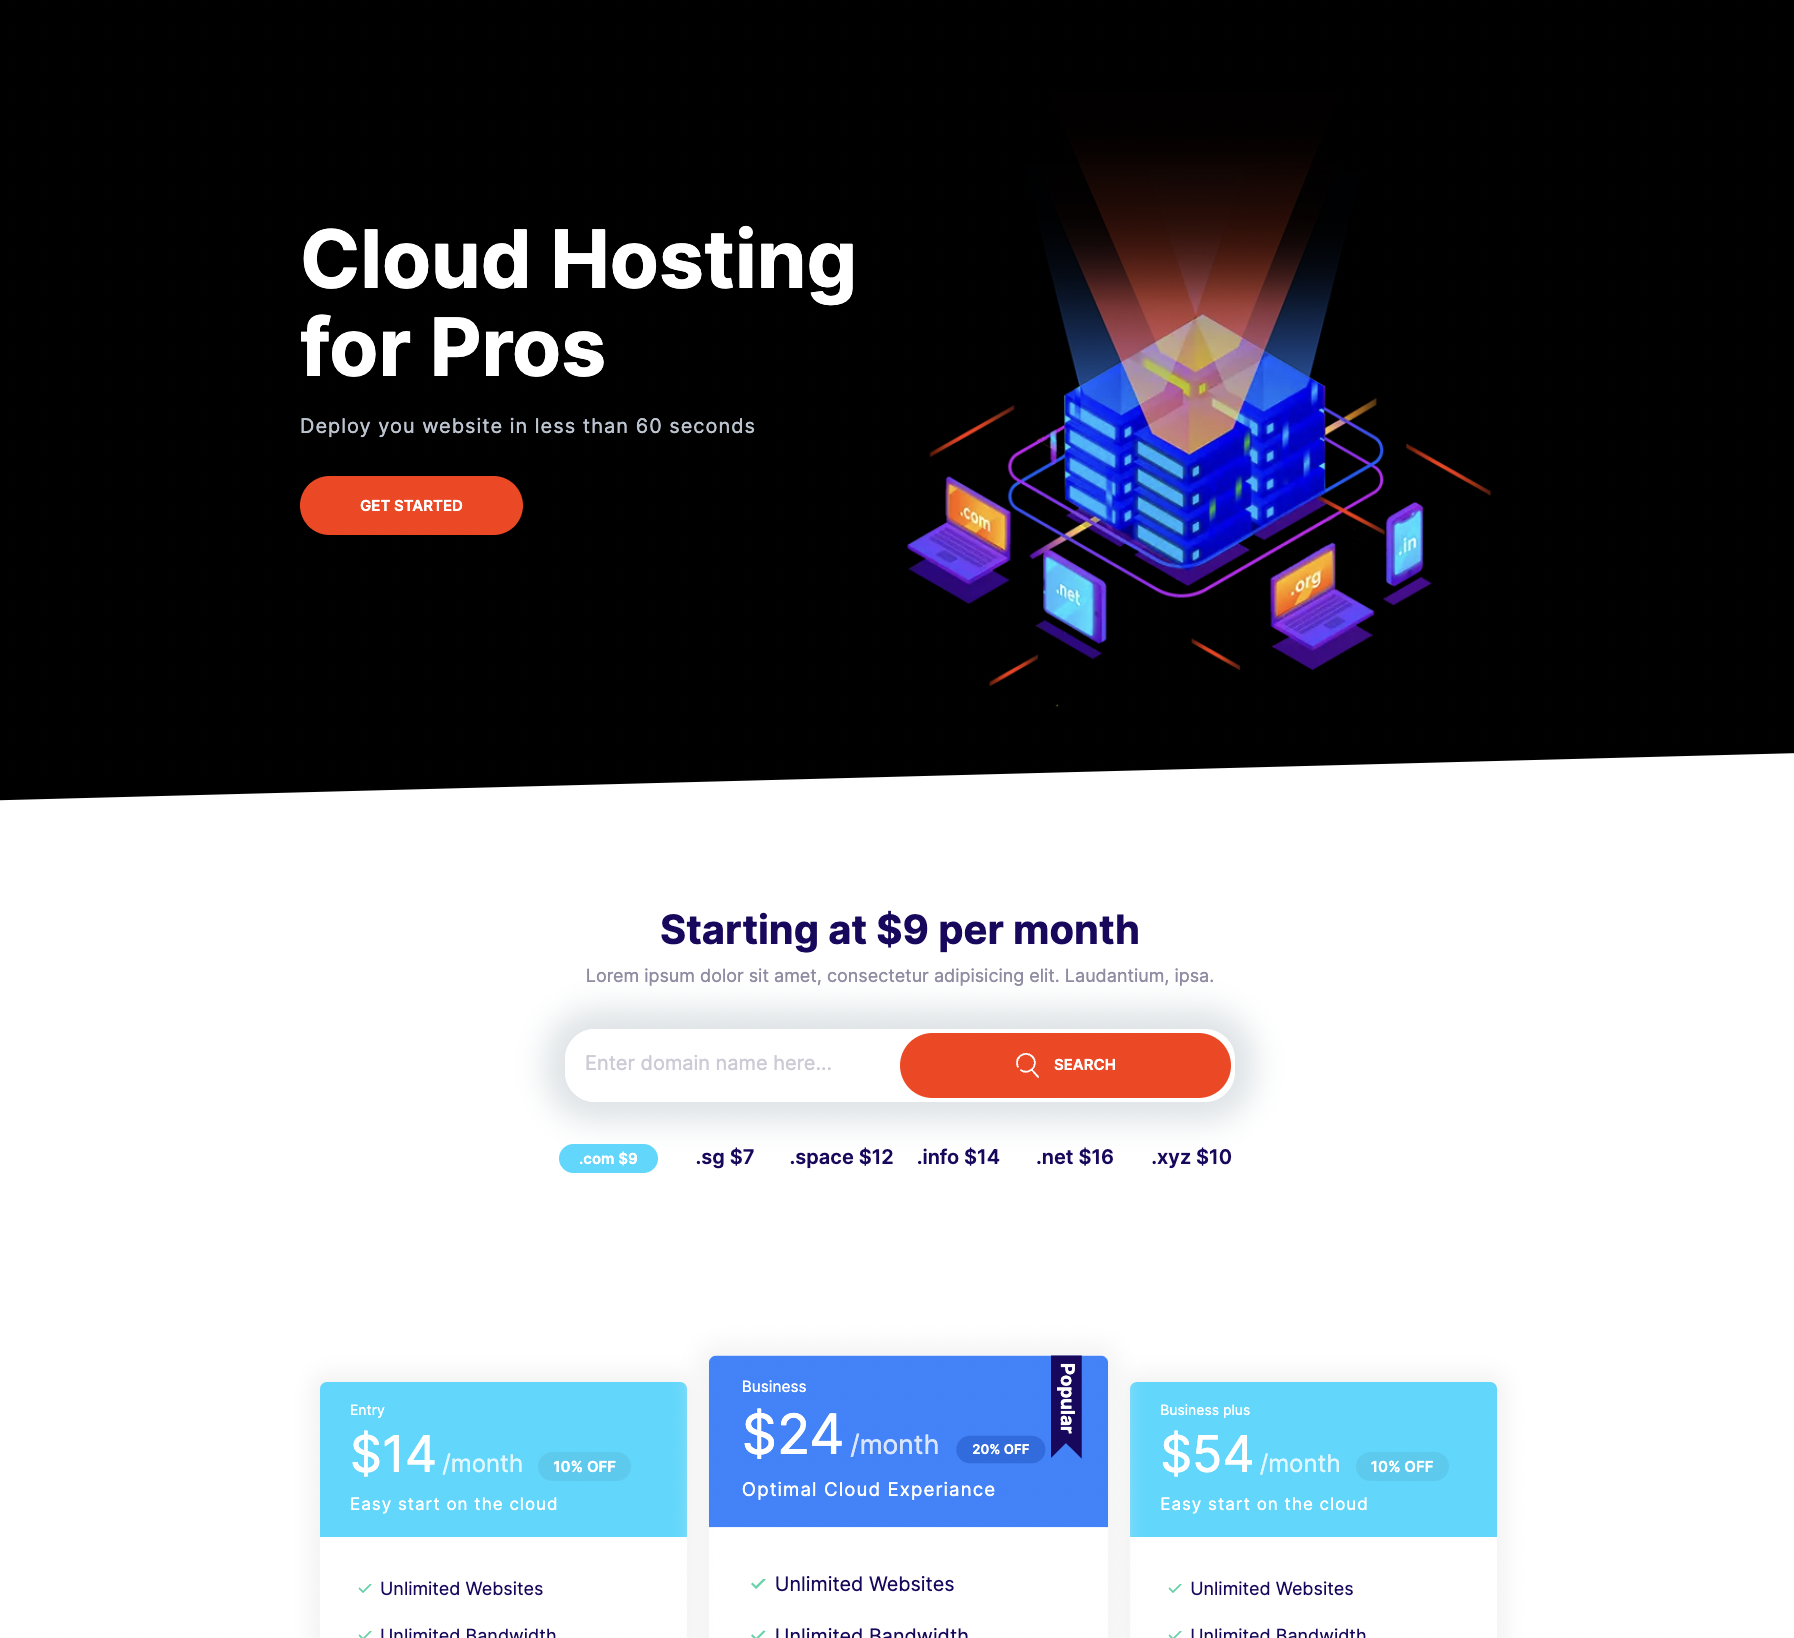 Cloud Hosting
for Pros
Deploy you website in less than 60 seconds
GET STARTED
.com
.net
.org
.in
Starting at $9 per month
Lorem ipsum dolor sit amet, consectetur adipisicing elit. Laudantium, ipsa.
Enter domain name here...
SEARCH
.com $9
.sg $7
.space $12
.info $14
.net $16
.xyz $10
Entry
$14 /month
10% OFF
Easy start on the cloud
Unlimited Websites
Unlimited Bandwidth
Popular
Business
$24 /month
20% OFF
Optimal Cloud Experiance
Unlimited Websites
Unlimited Bandwidth
Business plus
$54 /month
10% OFF
Easy start on the cloud
Unlimited Websites
Unlimited Bandwidth